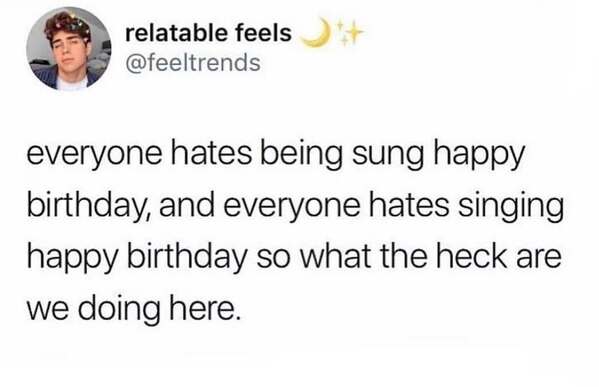 relatable feels 🌙✨
@feeltrends
everyone hates being sung happy
birthday, and everyone hates singing
happy birthday so what the heck are
we doing here.